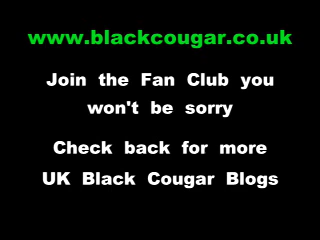 www.blackcougar.co.uk
Join the Fan Club you
won't be sorry
Check back for more
UK Black Cougar Blogs